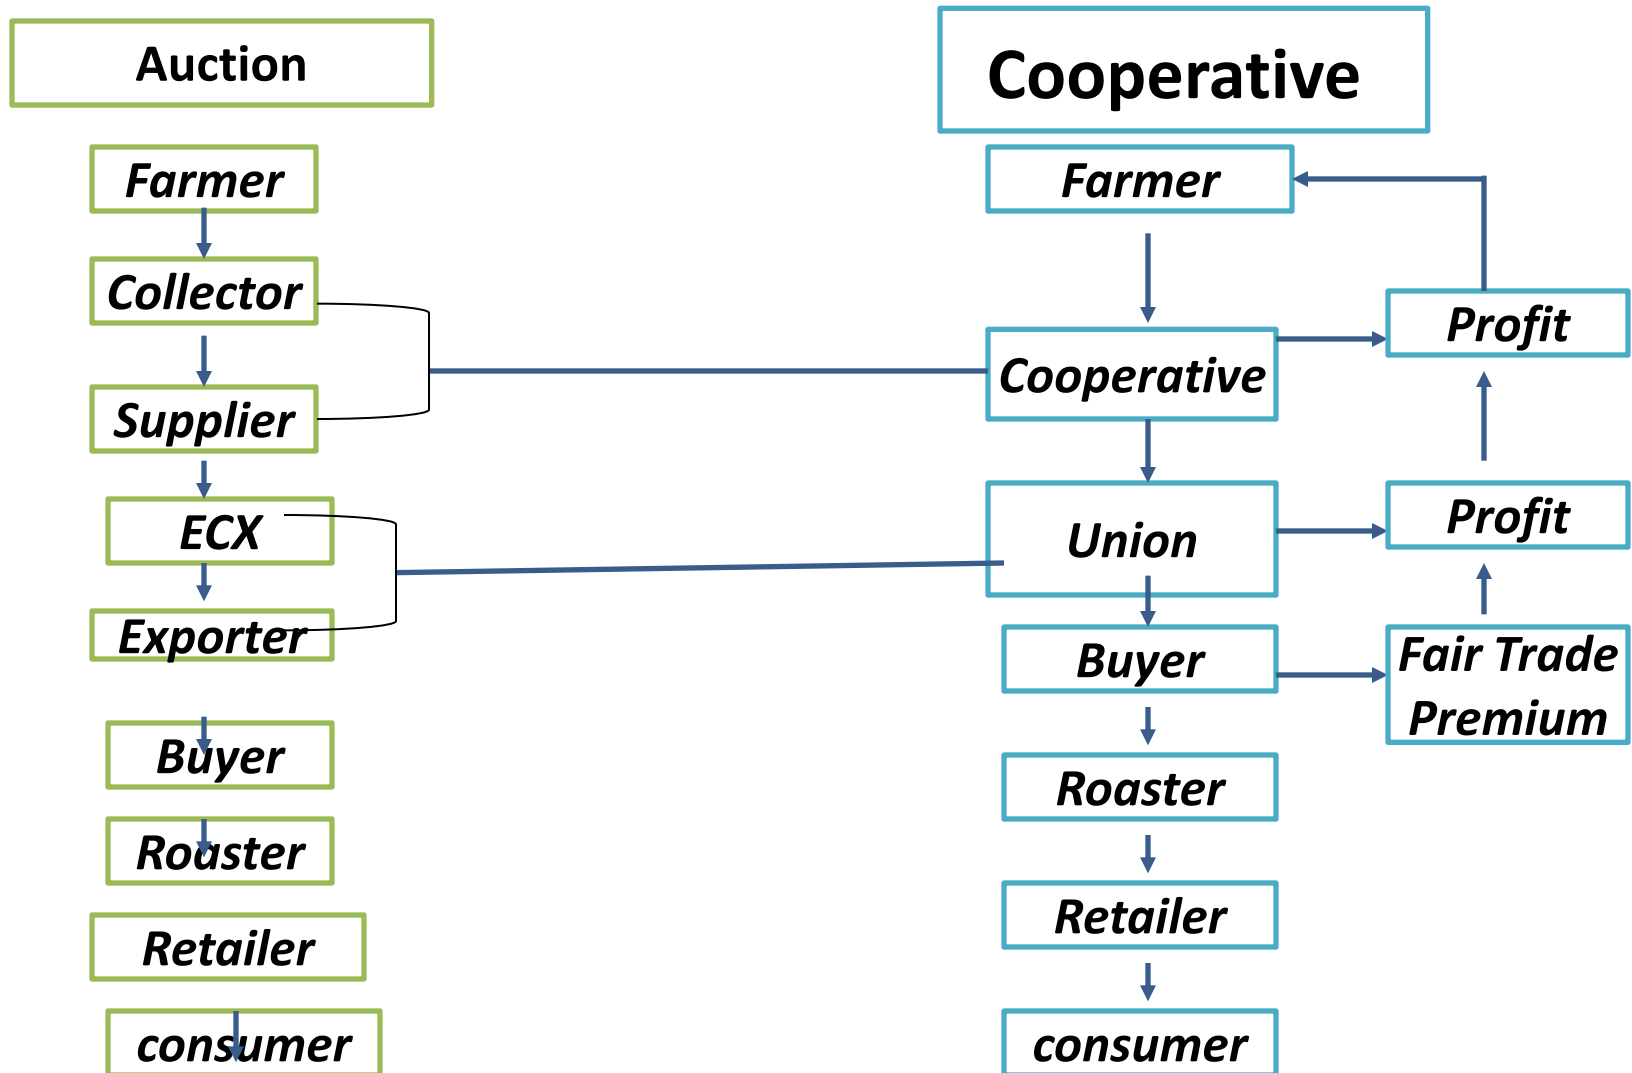 Auction
Farmer
Collector
Supplier
ECX
Exporter
Buyer
Roaster
Retailer
consumer
Cooperative
Farmer
Cooperative
Union
Buyer
Roaster
Retailer
consumer
Profit
Profit
Fair Trade
Premium